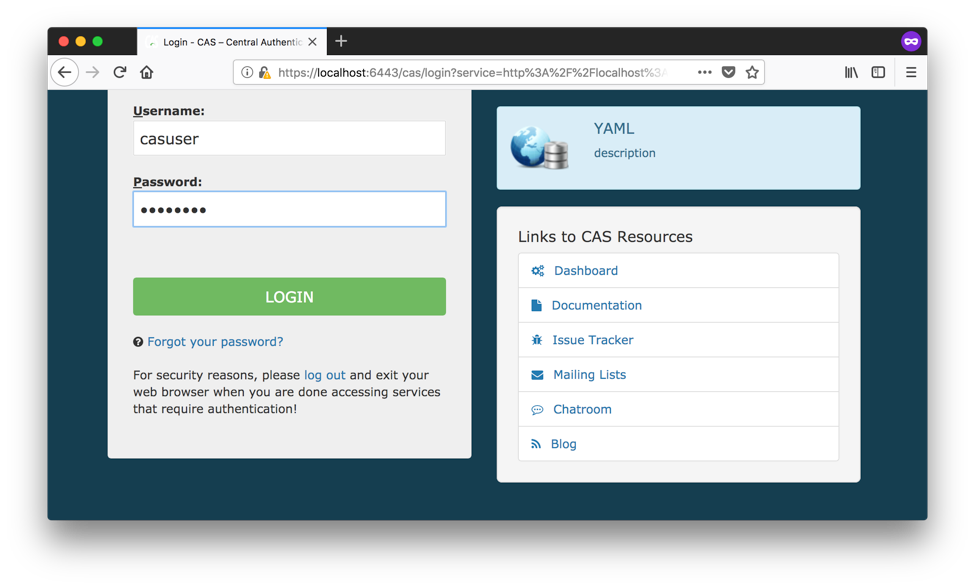 Login - CAS – Central Authentic
https://localhost:6443/cas/login?service=http%3A%2F%2Flocalhost%3A
Username:
casuser
Password:
••••••••
LOGIN
Forgot your password?
For security reasons, please log out and exit your
web browser when you are done accessing services
that require authentication!
YAML
description
Links to CAS Resources
Dashboard
Documentation
Issue Tracker
Mailing Lists
Chatroom
Blog